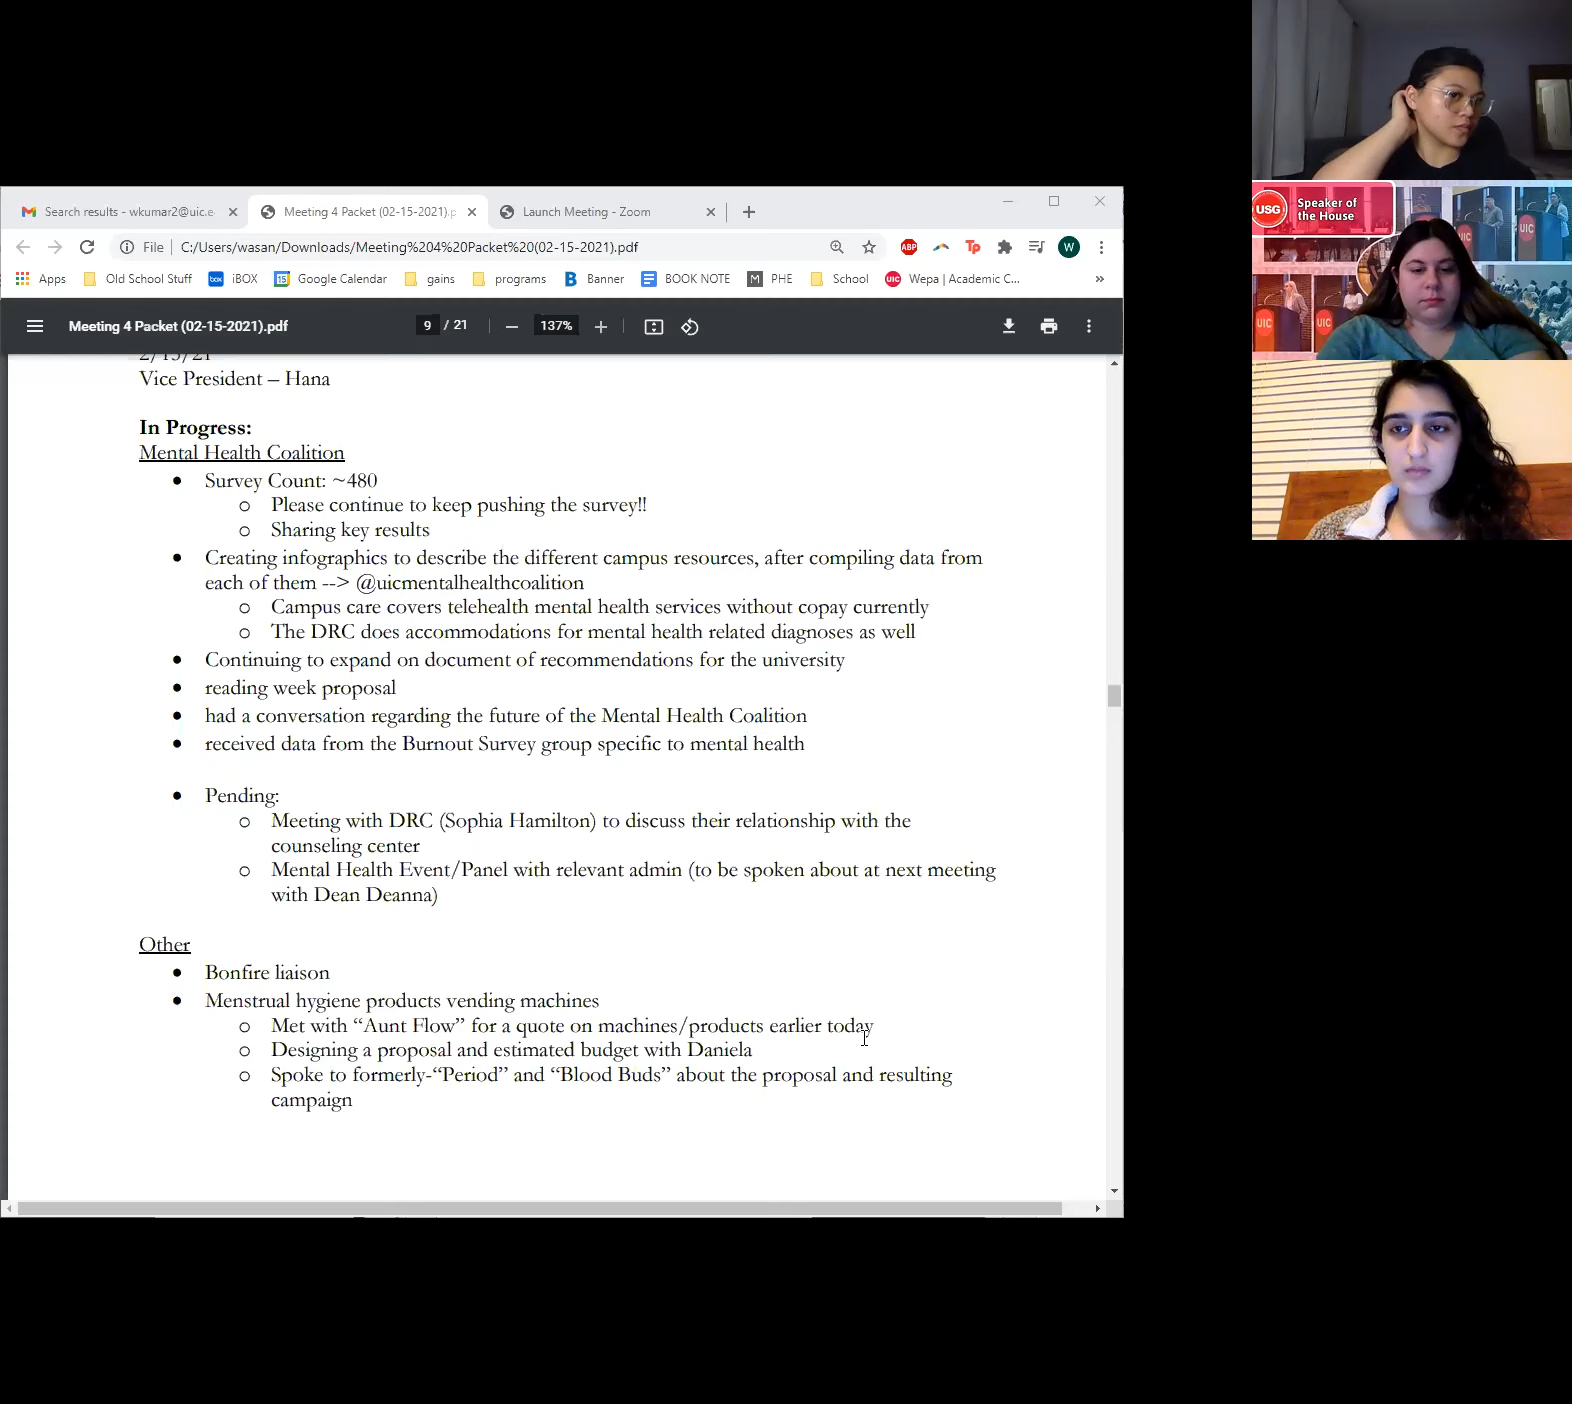 Search results - wkumar2@uic.e
Meeting 4 Packet (02-15-2021).p
Launch Meeting - Zoom
File
C:/Users/wasan/Downloads/Meeting%204%20Packet%20(02-15-2021).pdf
ABP
Tp
W
Apps
Old School Stuff
box
iBOX
15
Google Calendar
gains
programs
B
Banner
BOOK NOTE
M
PHE
School
UIC
Wepa | Academic C...
»
Meeting 4 Packet (02-15-2021).pdf
9 / 21
137%
2/15/21
Vice President – Hana
In Progress:
Mental Health Coalition
• Survey Count: ~480
o Please continue to keep pushing the survey!!
o Sharing key results
• Creating infographics to describe the different campus resources, after compiling data from
each of them --> @uicmentalhealthcoalition
o Campus care covers telehealth mental health services without copay currently
o The DRC does accommodations for mental health related diagnoses as well
• Continuing to expand on document of recommendations for the university
• reading week proposal
• had a conversation regarding the future of the Mental Health Coalition
• received data from the Burnout Survey group specific to mental health
• Pending:
o Meeting with DRC (Sophia Hamilton) to discuss their relationship with the
counseling center
o Mental Health Event/Panel with relevant admin (to be spoken about at next meeting
with Dean Deanna)
Other
• Bonfire liaison
• Menstrual hygiene products vending machines
o Met with “Aunt Flow” for a quote on machines/products earlier today
o Designing a proposal and estimated budget with Daniela
o Spoke to formerly-“Period” and “Blood Buds” about the proposal and resulting
campaign
USG
Speaker of
the House
UIC
UIC
UIC
UIC